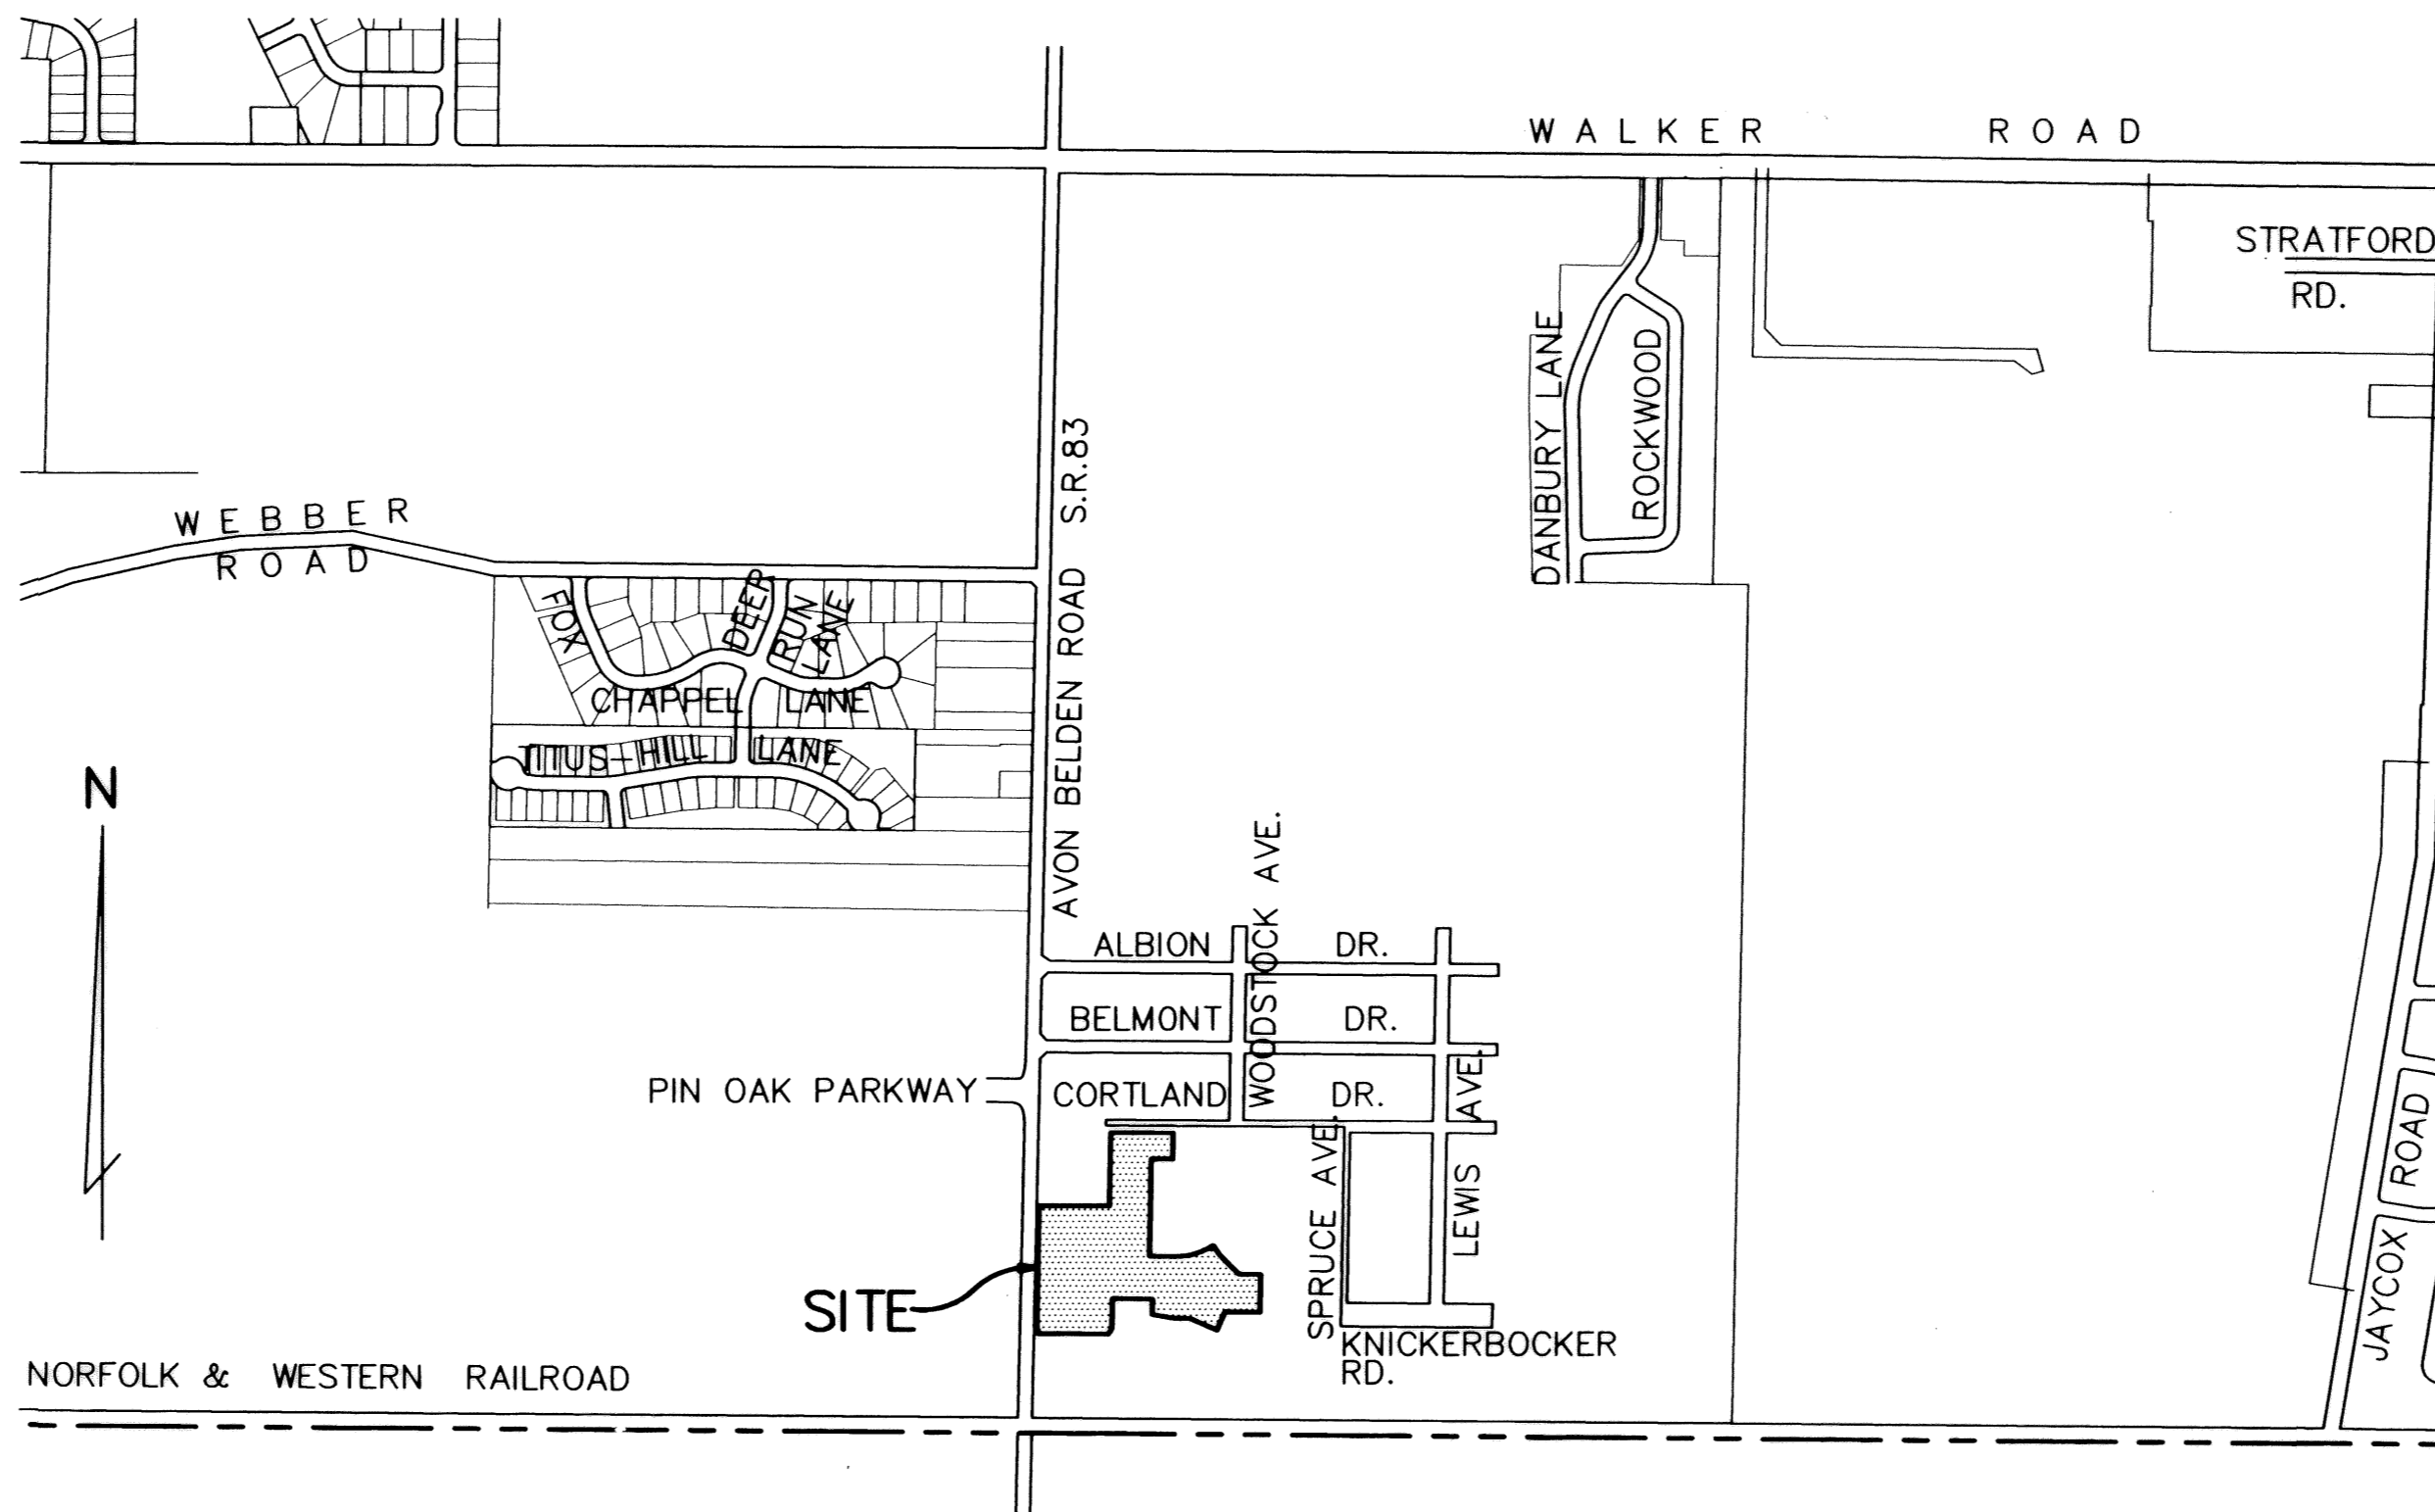 WALKER ROAD
STRATFORD
RD.
DANBURY LANE
ROCKWOOD
AVON BELDEN ROAD S.R.83
WEBBER
ROAD
FOX
CHAPPEL LANE
DEER
RUN
LANE
TITUS HILL LANE
N
WOODSTOCK AVE.
ALBION DR.
BELMONT DR.
PIN OAK PARKWAY
CORTLAND DR.
SPRUCE AVE.
LEWIS AVE.
JAYCOX ROAD
SITE
KNICKERBOCKER
RD.
NORFOLK & WESTERN RAILROAD